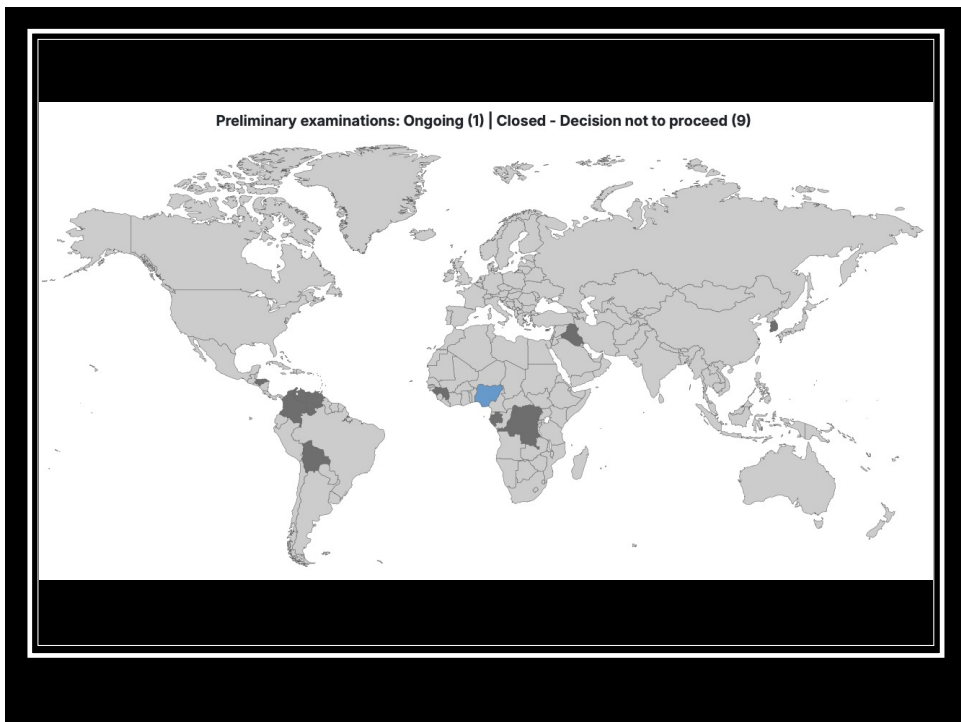 Preliminary examinations: Ongoing (1) | Closed - Decision not to proceed (9)